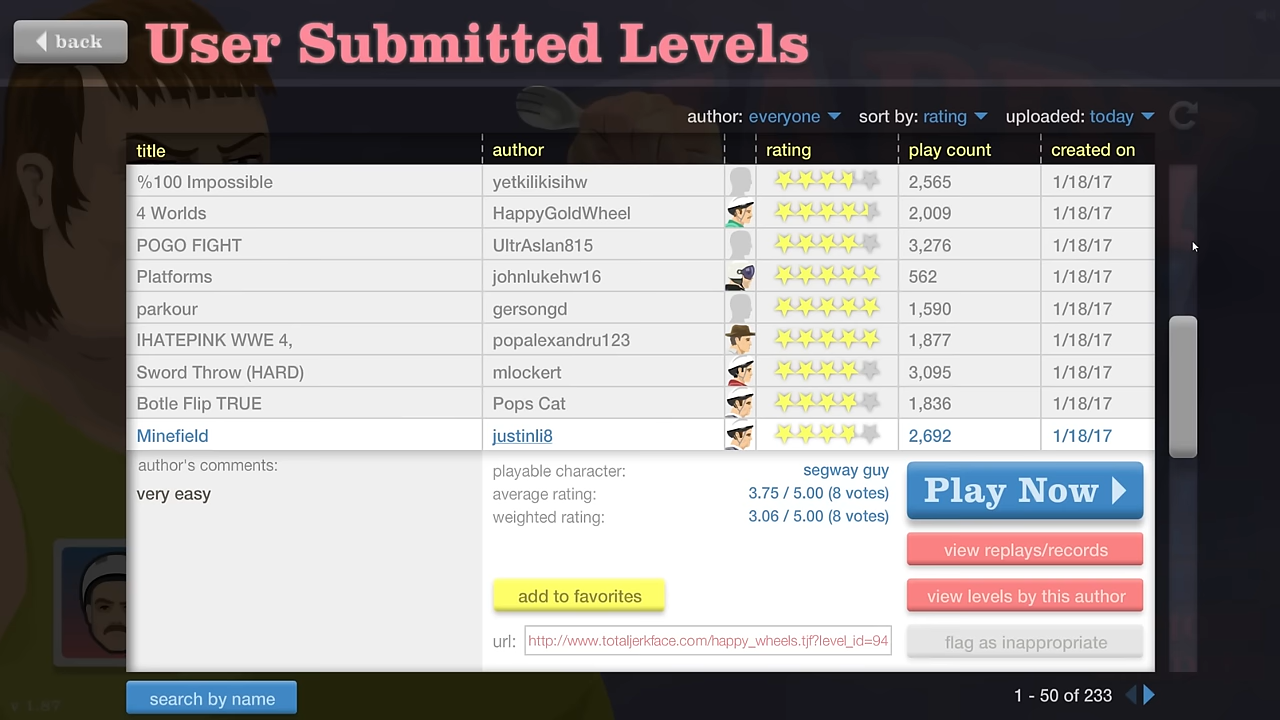 back
User Submitted Levels
author: everyone sort by: rating uploaded: today
title author rating play count created on
%100 Impossible yetkilikisihw 2,565 1/18/17
4 Worlds HappyGoldWheel 2,009 1/18/17
POGO FIGHT UltrAslan815 3,276 1/18/17
Platforms johnlukehw16 562 1/18/17
parkour gersongd 1,590 1/18/17
IHATEPINK WWE 4, popalexandru123 1,877 1/18/17
Sword Throw (HARD) mlockert 3,095 1/18/17
Botle Flip TRUE Pops Cat 1,836 1/18/17
Minefield justinli8 2,692 1/18/17
author's comments:
very easy
playable character: segway guy
average rating: 3.75 / 5.00 (8 votes)
weighted rating: 3.06 / 5.00 (8 votes)
Play Now
view replays/records
add to favorites
view levels by this author
url: http://www.totaljerkface.com/happy_wheels.tjf?level_id=94
flag as inappropriate
search by name
1 - 50 of 233
v 1.87